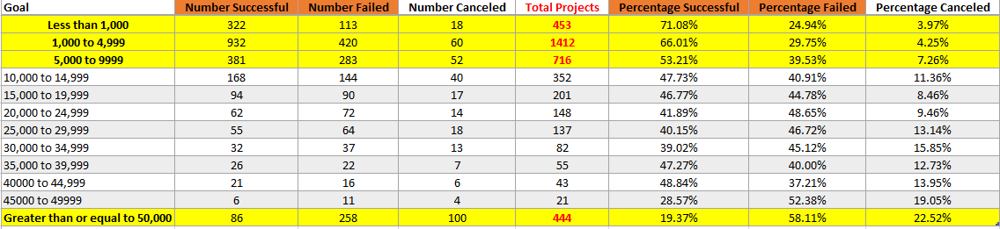 Goal Number Successful Number Failed Number Canceled Total Projects Percentage Successful Percentage Failed Percentage Canceled
Less than 1,000 322 113 18 453 71.08% 24.94% 3.97%
1,000 to 4,999 932 420 60 1412 66.01% 29.75% 4.25%
5,000 to 9999 381 283 52 716 53.21% 39.53% 7.26%
10,000 to 14,999 168 144 40 352 47.73% 40.91% 11.36%
15,000 to 19,999 94 90 17 201 46.77% 44.78% 8.46%
20,000 to 24,999 62 72 14 148 41.89% 48.65% 9.46%
25,000 to 29,999 55 64 18 137 40.15% 46.72% 13.14%
30,000 to 34,999 32 37 13 82 39.02% 45.12% 15.85%
35,000 to 39,999 26 22 7 55 47.27% 40.00% 12.73%
40000 to 44,999 21 16 6 43 48.84% 37.21% 13.95%
45000 to 49999 6 11 4 21 28.57% 52.38% 19.05%
Greater than or equal to 50,000 86 258 100 444 19.37% 58.11% 22.52%